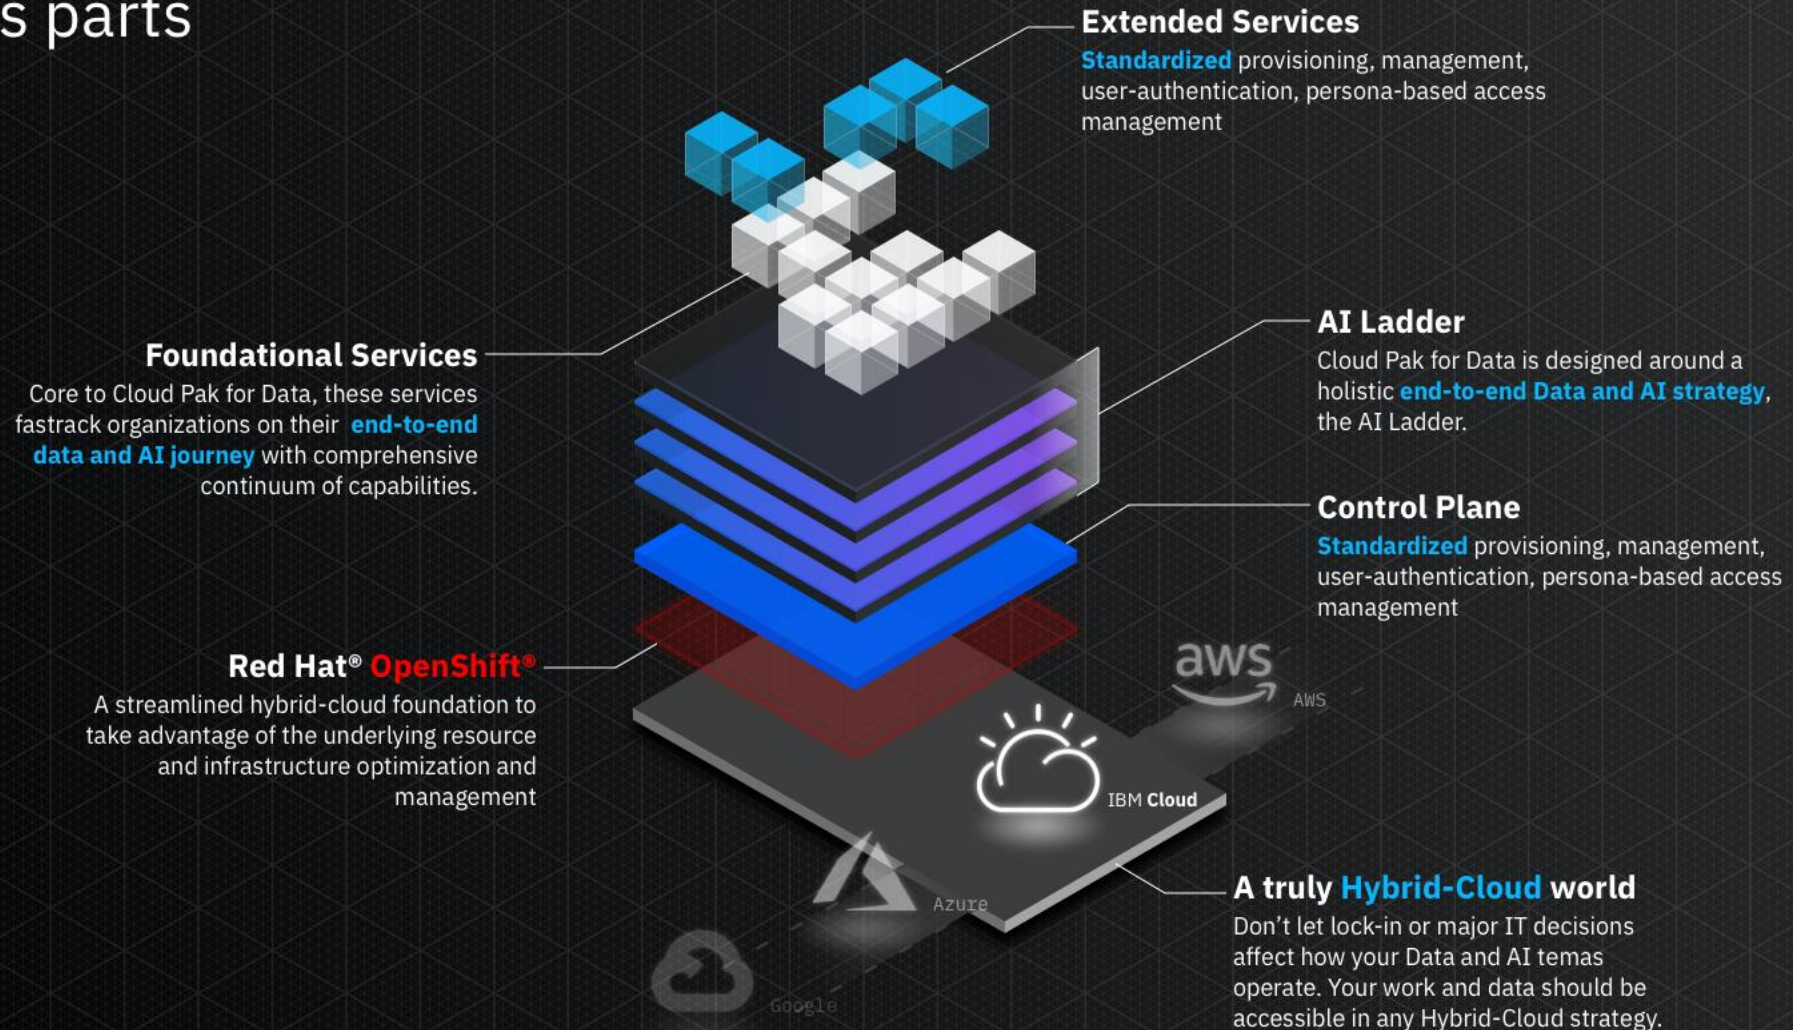 s parts
Extended Services
Standardized provisioning, management,
user-authentication, persona-based access
management
Foundational Services
Core to Cloud Pak for Data, these services
fastrack organizations on their end-to-end
data and AI journey with comprehensive
continuum of capabilities.
AI Ladder
Cloud Pak for Data is designed around a
holistic end-to-end Data and AI strategy,
the AI Ladder.
Control Plane
Standardized provisioning, management,
user-authentication, persona-based access
management
Red Hat® OpenShift®
A streamlined hybrid-cloud foundation to
take advantage of the underlying resource
and infrastructure optimization and
management
aws
AWS
IBM Cloud
Azure
Google
A truly Hybrid-Cloud world
Don't let lock-in or major IT decisions
affect how your Data and AI temas
operate. Your work and data should be
accessible in any Hybrid-Cloud strategy.